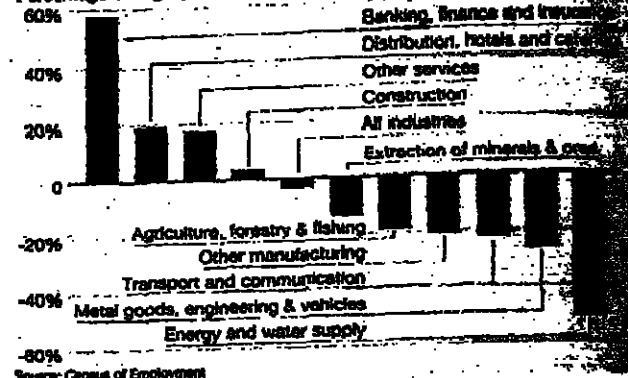 60%
Banking, finance and insurance
Distribution, hotels and
40%
Other services
Construction
20%
All industries
Extraction of minerals & ores
0
Agriculture, forestry & fishing
-20%
Other manufacturing
Transport and communication
-40%
Metal goods, engineering & vehicles
Energy and water supply
-60%
Source: Census of Employment